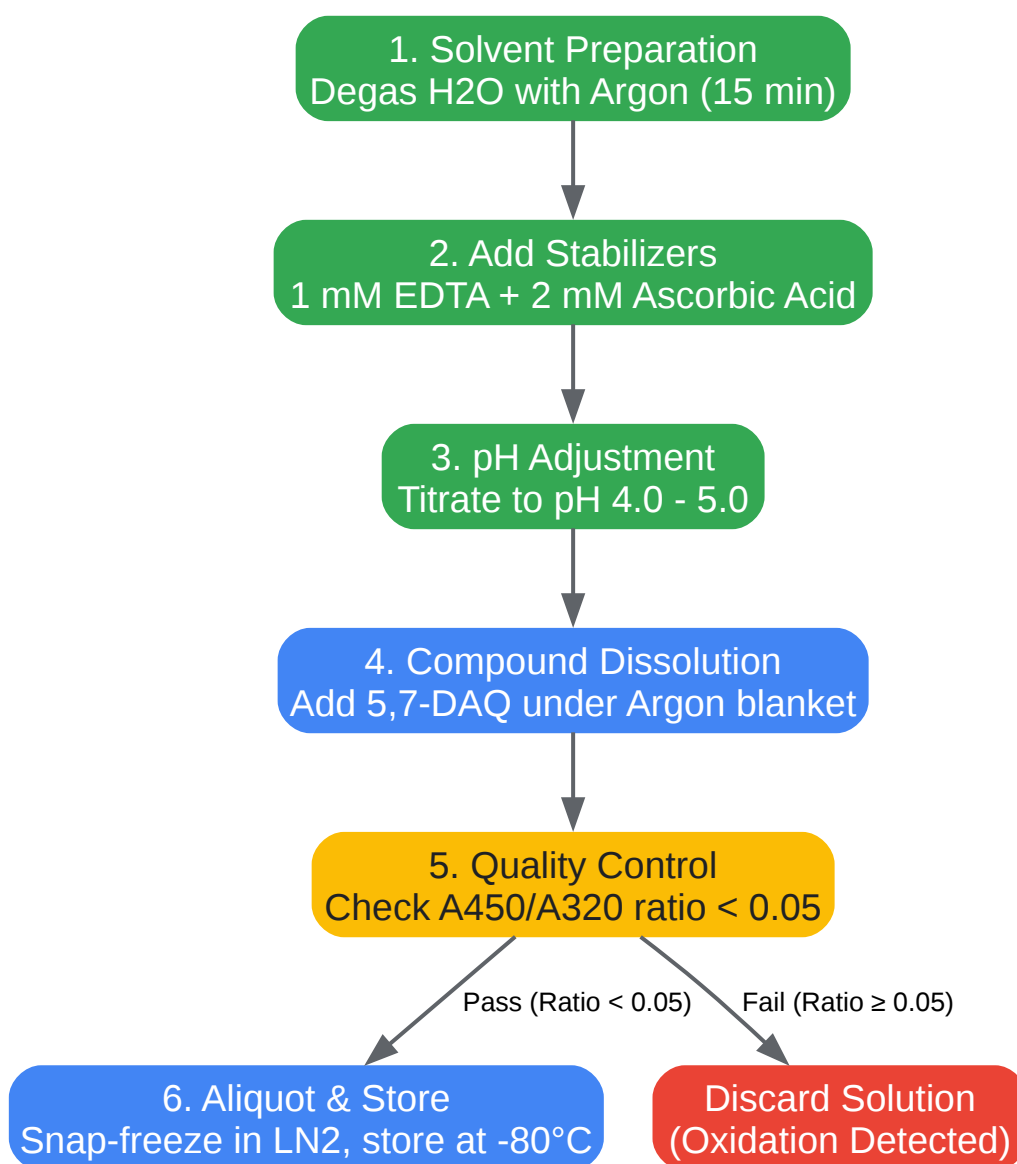 1. Solvent Preparation
Degas H2O with Argon (15 min)
2. Add Stabilizers
1 mM EDTA + 2 mM Ascorbic Acid
3. pH Adjustment
Titrate to pH 4.0 - 5.0
4. Compound Dissolution
Add 5,7-DAQ under Argon blanket
5. Quality Control
Check A450/A320 ratio < 0.05
Pass (Ratio < 0.05)
Fail (Ratio ≥ 0.05)
6. Aliquot & Store
Snap-freeze in LN2, store at -80°C
Discard Solution
(Oxidation Detected)